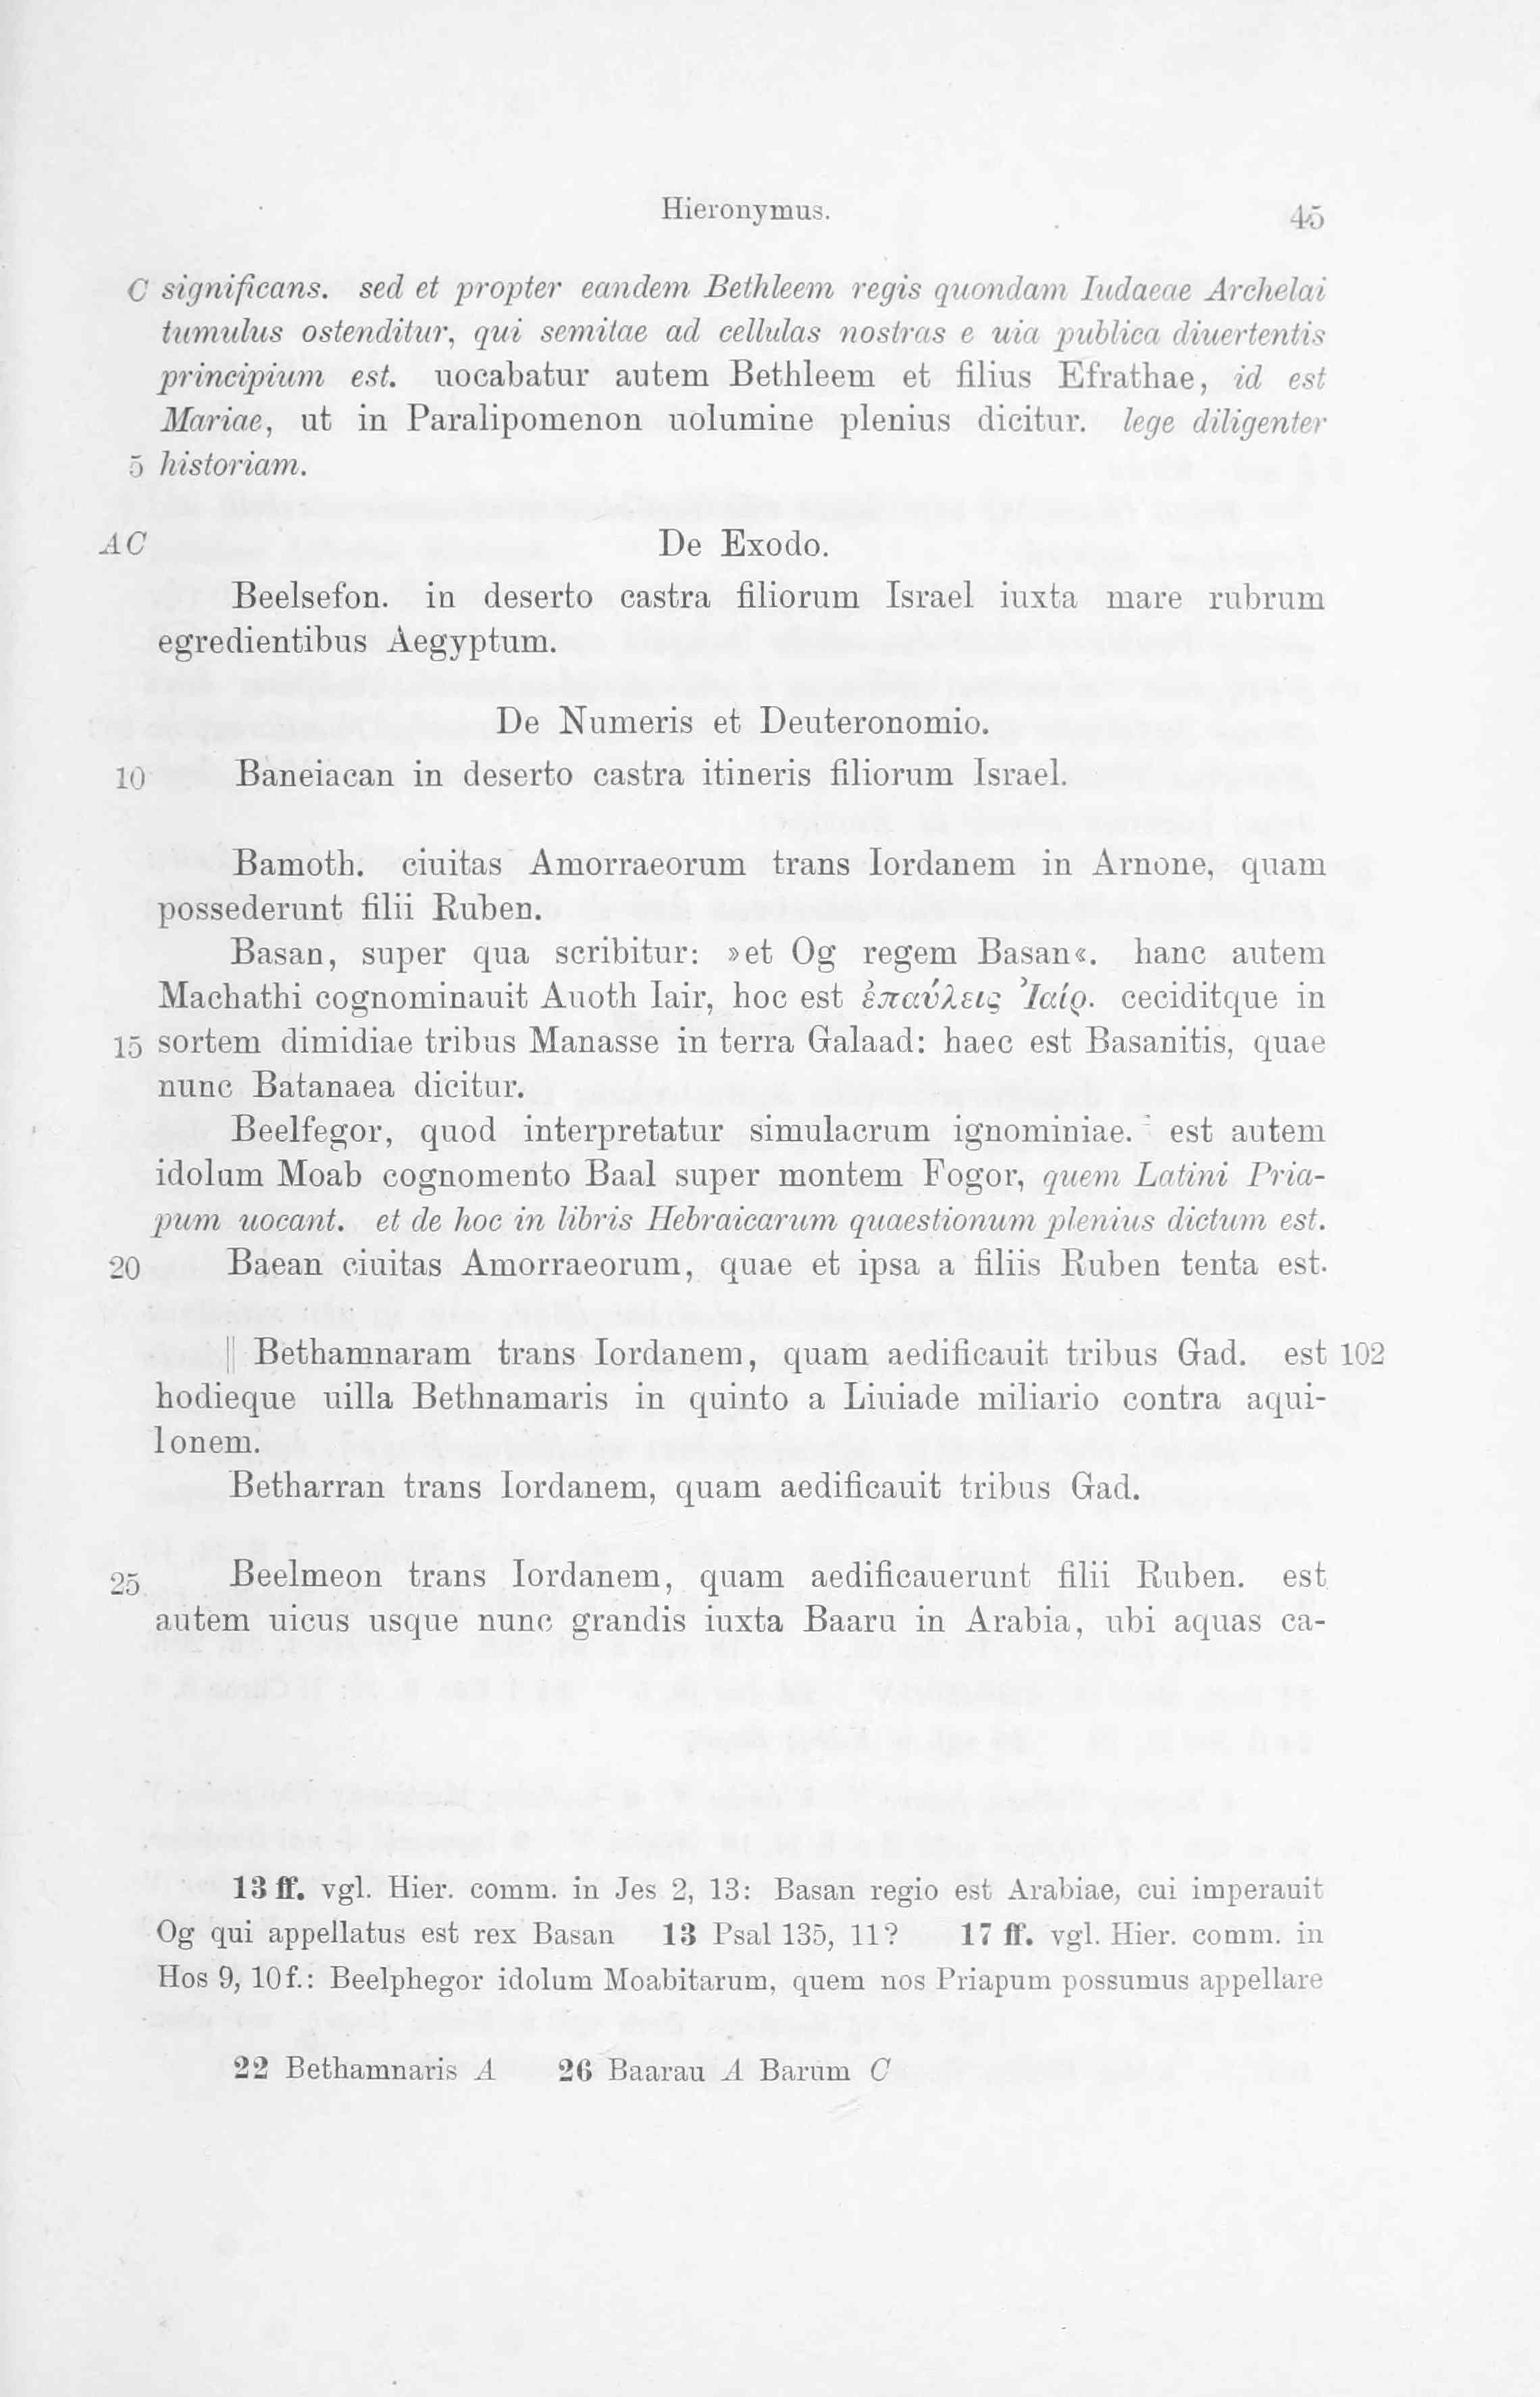 Hieronymus. 45
C significans. sed et propter eandem Bethleem regis quondam Iudaeae Archelai
tumulus ostenditur, qui semitae ad cellulas nostras e uia publica diuertentis
principium est. uocabatur autem Bethleem et filius Efrathae, id est
Mariae, ut in Paralipomenon uolumine plenius dicitur. lege diligenter
5 historiam.
AC De Exodo.
Beelsefon. in deserto castra filiorum Israel iuxta mare rubrum
egredientibus Aegyptum.
De Numeris et Deuteronomio.
10 Baneiacan in deserto castra itineris filiorum Israel.
Bamoth. ciuitas Amorraeorum trans Iordanem in Arnone, quam
possederunt filii Ruben.
Basan, super qua scribitur: »et Og regem Basan«. hanc autem
Machathi cognominauit Auoth Iair, hoc est ἐπαύλεις Ἰαίρ. ceciditque in
15 sortem dimidiae tribus Manasse in terra Galaad: haec est Basanitis, quae
nunc Batanaea dicitur.
Beelfegor, quod interpretatur simulacrum ignominiae. est autem
idolum Moab cognomento Baal super montem Fogor, quem Latini Pria-
pum uocant. et de hoc in libris Hebraicarum quaestionum plenius dictum est.
20 Baean ciuitas Amorraeorum, quae et ipsa a filiis Ruben tenta est.
|| Bethamnaram trans Iordanem, quam aedificauit tribus Gad. est 102
hodieque uilla Bethnamaris in quinto a Liuiade miliario contra aqui-
lonem.
Betharran trans Iordanem, quam aedificauit tribus Gad.
25 Beelmeon trans Iordanem, quam aedificauerunt filii Ruben. est
autem uicus usque nunc grandis iuxta Baaru in Arabia, ubi aquas ca-
13 ff. vgl. Hier. comm. in Jes 2, 13: Basan regio est Arabiae, cui imperauit
Og qui appellatus est rex Basan 13 Psal 135, 11? 17 ff. vgl. Hier. comm. in
Hos 9, 10 f.: Beelphegor idolum Moabitarum, quem nos Priapum possumus appellare
22 Bethamnaris A 26 Baarau A Barum C